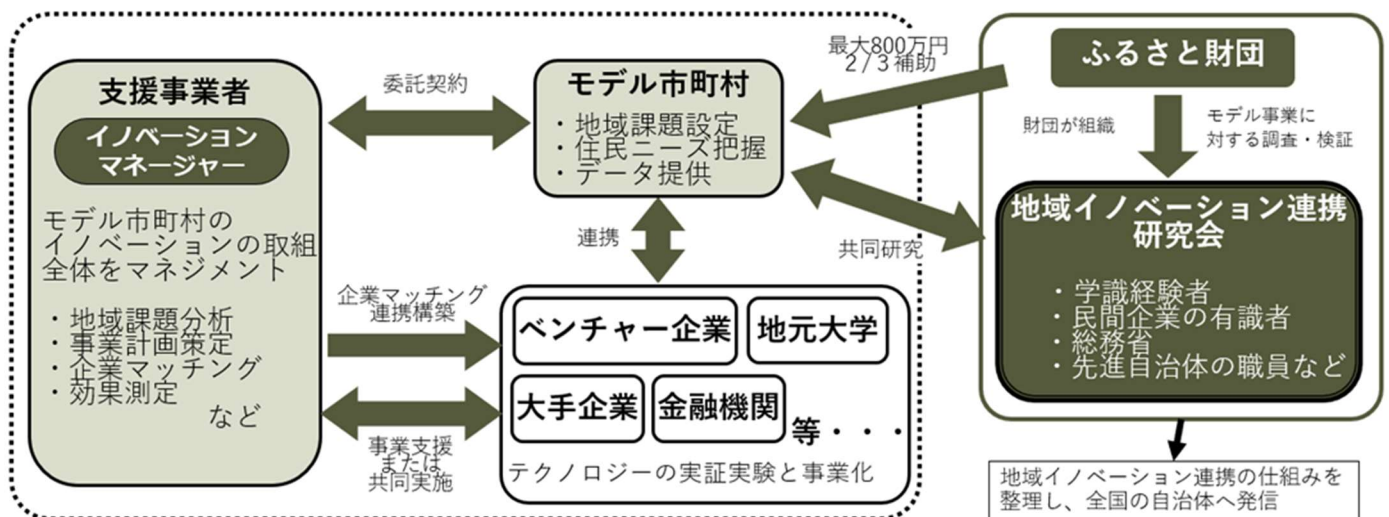 支援事業者
イノベーション
マネージャー
モデル市町村の
イノベーションの取組
全体をマネジメント
・地域課題分析
・事業計画策定
・企業マッチング
・効果測定
など
委託契約
モデル市町村
・地域課題設定
・住民ニーズ把握
・データ提供
連携
企業マッチング
連携構築
事業支援
または
共同実施
ベンチャー企業
地元大学
大手企業
金融機関
等・・・
テクノロジーの実証実験と事業化
最大800万円
2/3補助
共同研究
ふるさと財団
財団が組織
モデル事業に
対する調査・検証
地域イノベーション連携
研究会
・学識経験者
・民間企業の有識者
・総務省
・先進自治体の職員など
地域イノベーション連携の仕組みを
整理し、全国の自治体へ発信